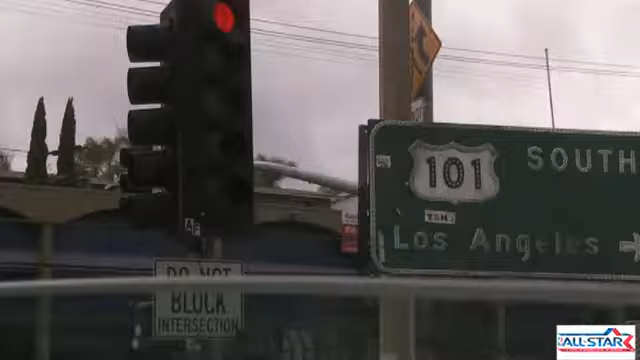 101
SOUTH
Los Angeles
DO NOT
BLOCK
INTERSECTION
ALL-STAR